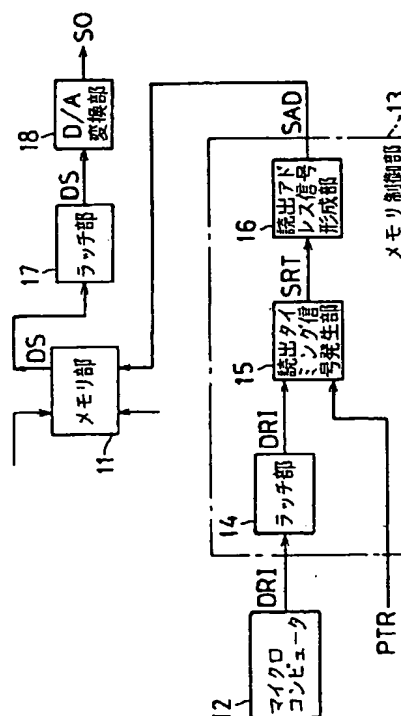 11
メモリ部
DS
17
ラッチ部
DS
18
D/A
変換部
SO
12
マイクロ
コンピュータ
DRI
14
ラッチ部
DRI
PTR
15
読出タイ
ミング信
号発生部
SRT
16
読出アド
レス信号
形成部
SAD
メモリ制御部
13